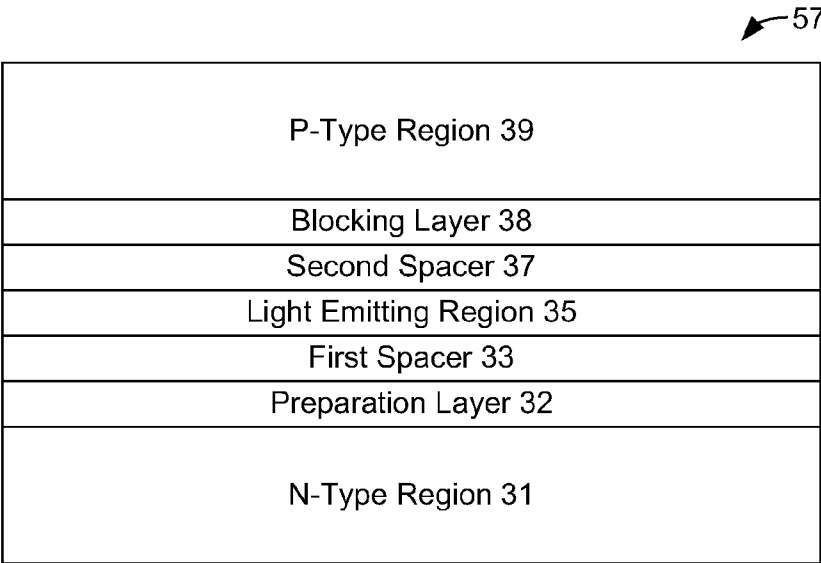 57
P-Type Region 39
Blocking Layer 38
Second Spacer 37
Light Emitting Region 35
First Spacer 33
Preparation Layer 32
N-Type Region 31